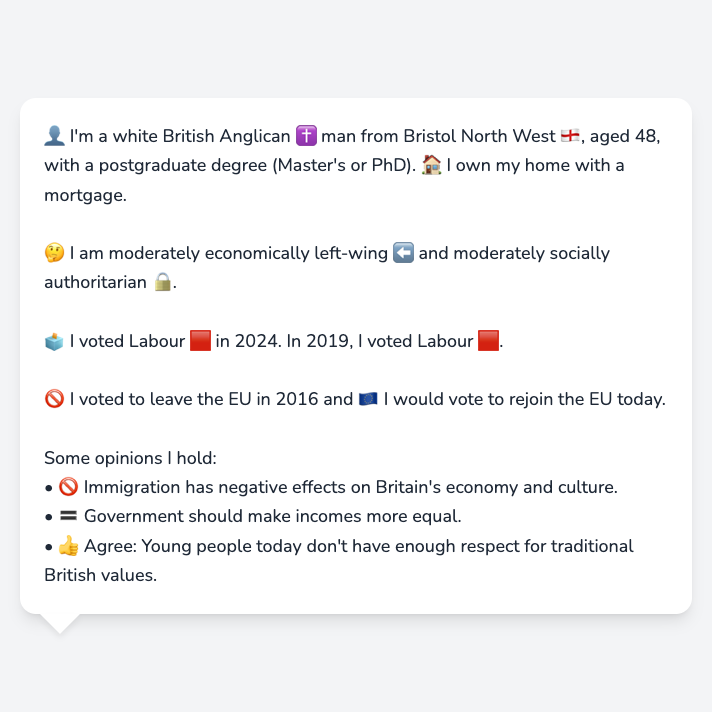 👤 I'm a white British Anglican ✝️ man from Bristol North West 🏴󠁧󠁢󠁥󠁮󠁧󠁿, aged 48,
with a postgraduate degree (Master's or PhD). 🏠 I own my home with a
mortgage.
🤔 I am moderately economically left-wing ⬅️ and moderately socially
authoritarian 🔒.
🗳️ I voted Labour 🟥 in 2024. In 2019, I voted Labour 🟥.
🚫 I voted to leave the EU in 2016 and 🇪🇺 I would vote to rejoin the EU today.
Some opinions I hold:
• 🚫 Immigration has negative effects on Britain's economy and culture.
• 🟰 Government should make incomes more equal.
• 👍 Agree: Young people today don't have enough respect for traditional
British values.